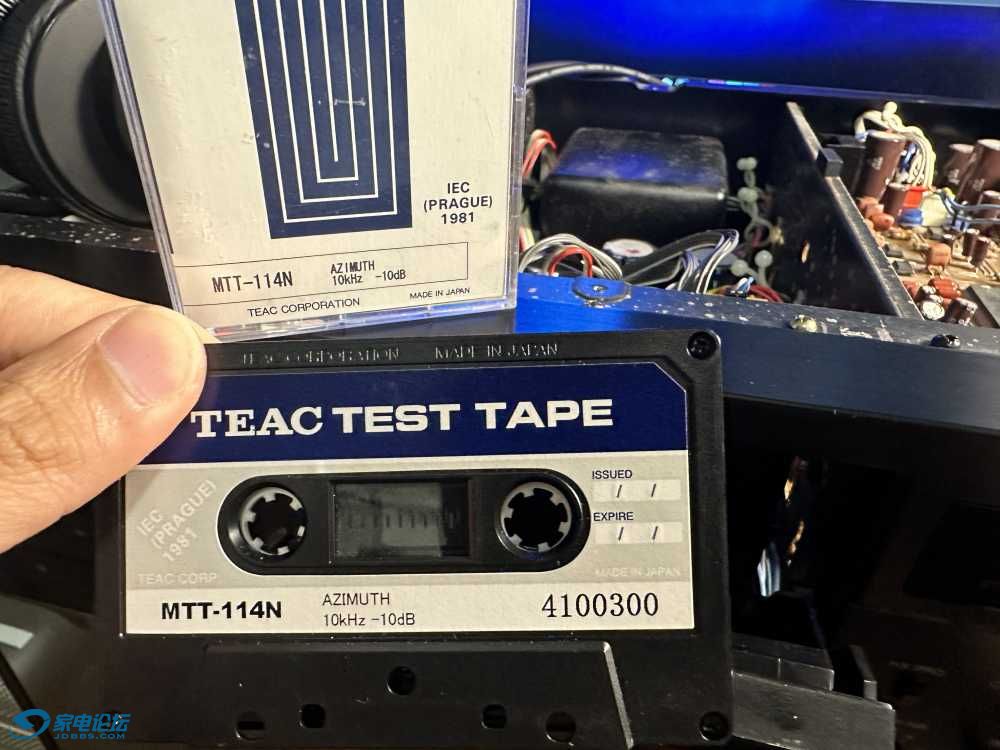 IEC
(PRAGUE)
1981
MTT-114N
AZIMUTH
10kHz -10dB
TEAC CORPORATION
MADE IN JAPAN
TEAC CORPORATION
MADE IN JAPAN
TEAC TEST TAPE
ISSUED
/ /
EXPIRE
/ /
IEC
(PRAGUE)
1981
TEAC CORP.
MADE IN JAPAN
MTT-114N
AZIMUTH
10kHz -10dB
4100300
家电论坛
JDBBS.COM